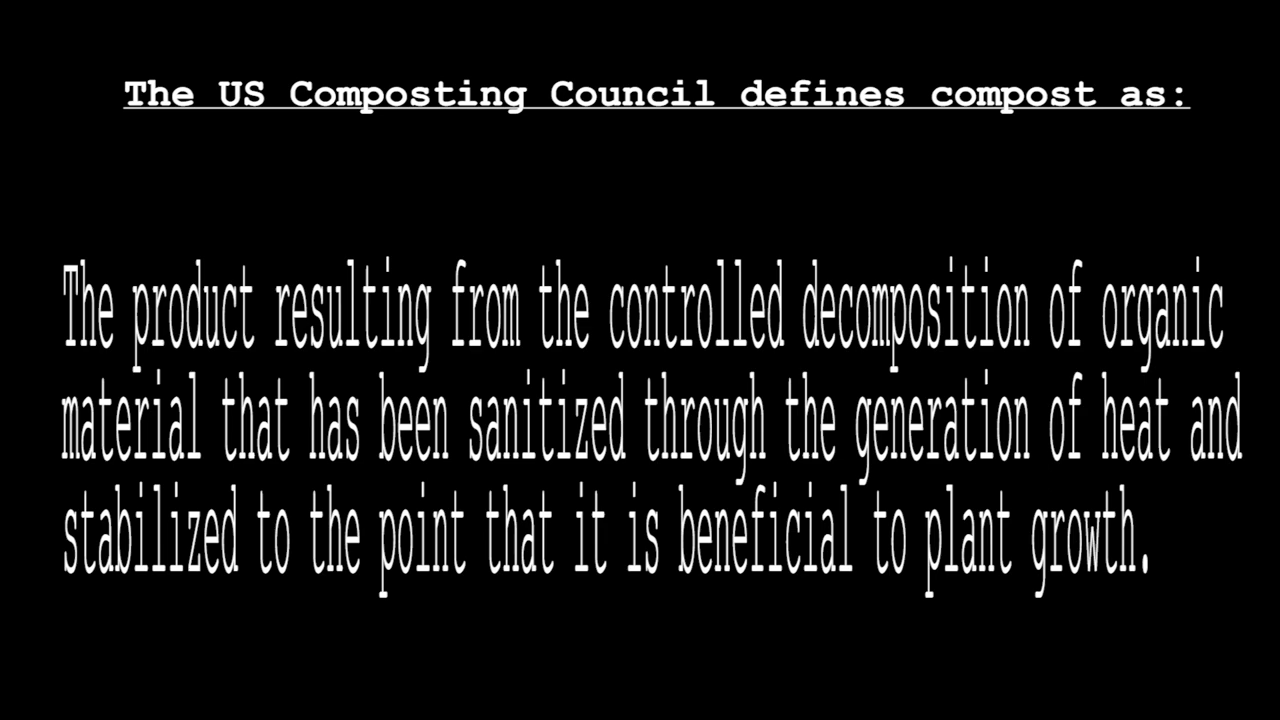 The US Composting Council defines compost as:
The product resulting from the controlled decomposition of organic
material that has been sanitized through the generation of heat and
stabilized to the point that it is beneficial to plant growth.